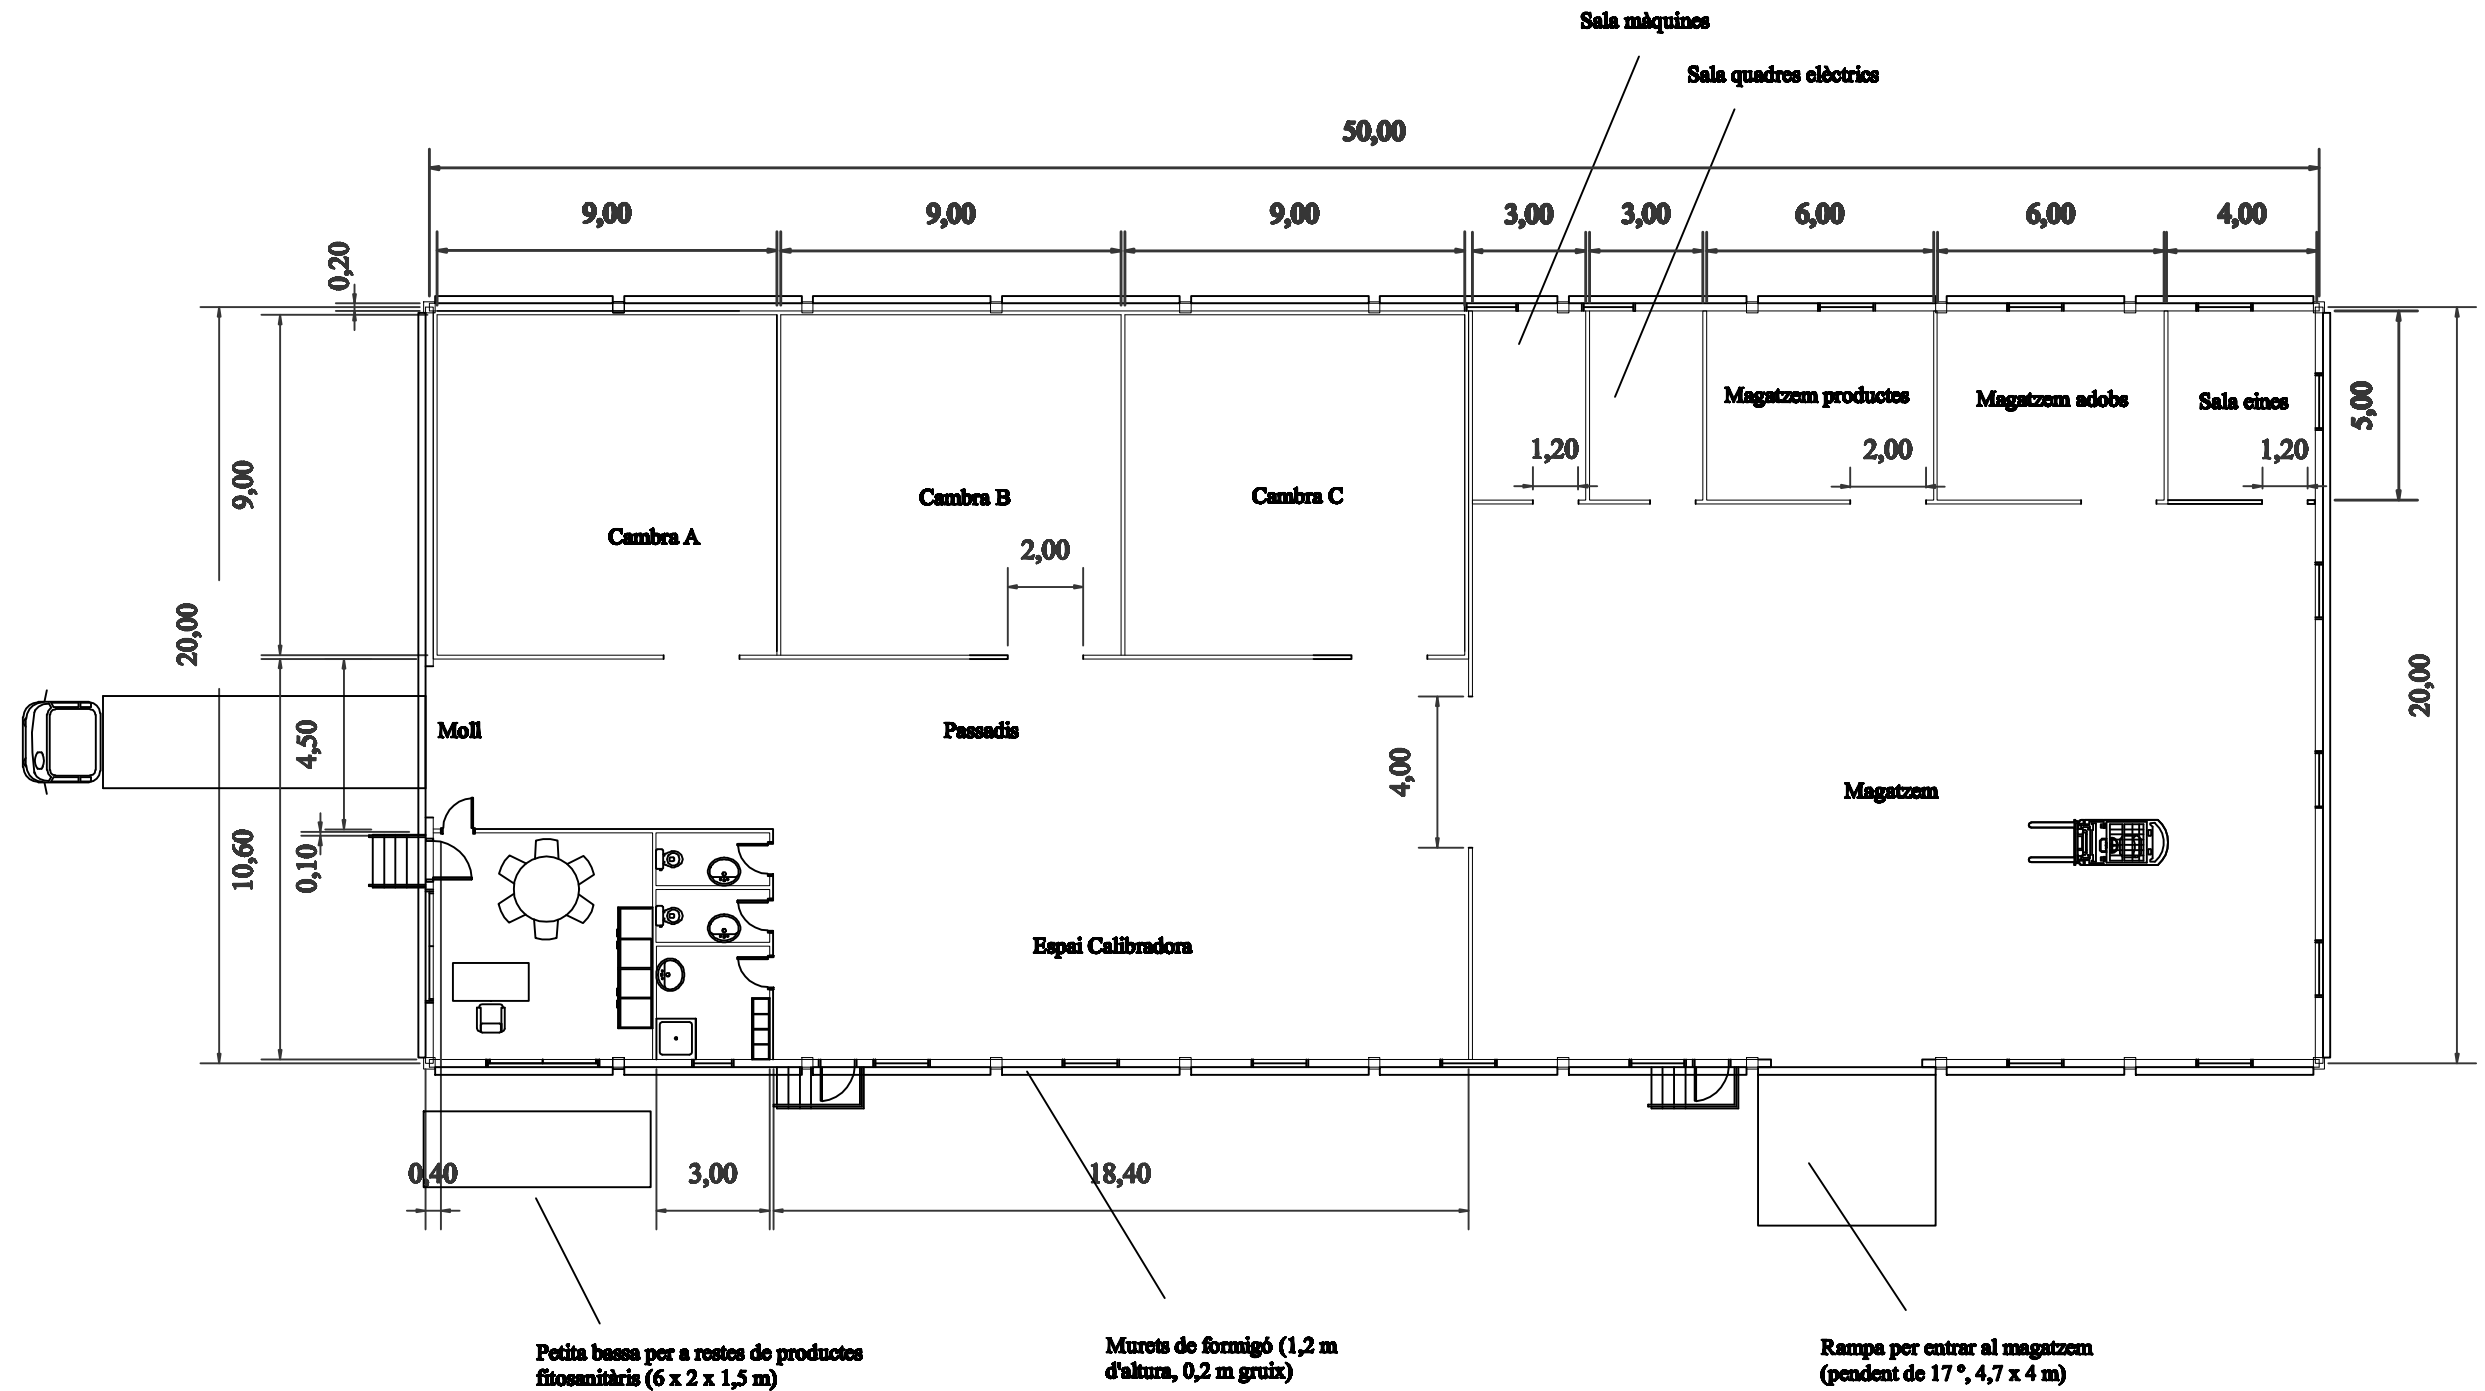 Sala màquines
Sala quadres elèctrics
50,00
9,00
9,00
9,00
3,00
3,00
6,00
6,00
4,00
0,20
Magatzem productes
Magatzem adobs
Sala eines
5,00
1,20
2,00
1,20
9,00
Cambra A
Cambra B
Cambra C
2,00
20,00
20,00
4,50
Moll
Passadis
4,00
Magatzem
10,60
0,10
Espai Calibradora
0,40
3,00
18,40
Petita bassa per a restes de productes
fitosanitàris (6 x 2 x 1,5 m)
Murets de formigó (1,2 m
d'altura, 0,2 m gruix)
Rampa per entrar al magatzem
(pendent de 17 º, 4,7 x 4 m)